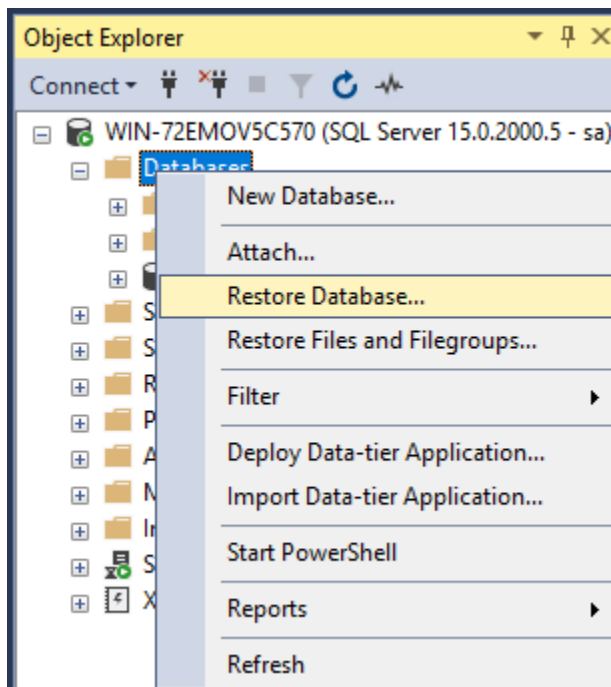 Object Explorer
Connect
WIN-72EMOV5C570 (SQL Server 15.0.2000.5 - sa)
Databases
New Database...
Attach...
S
Restore Database...
S
Restore Files and Filegroups...
R
Filter
P
A
Deploy Data-tier Application...
M
Import Data-tier Application...
In
S
Start PowerShell
X
Reports
Refresh